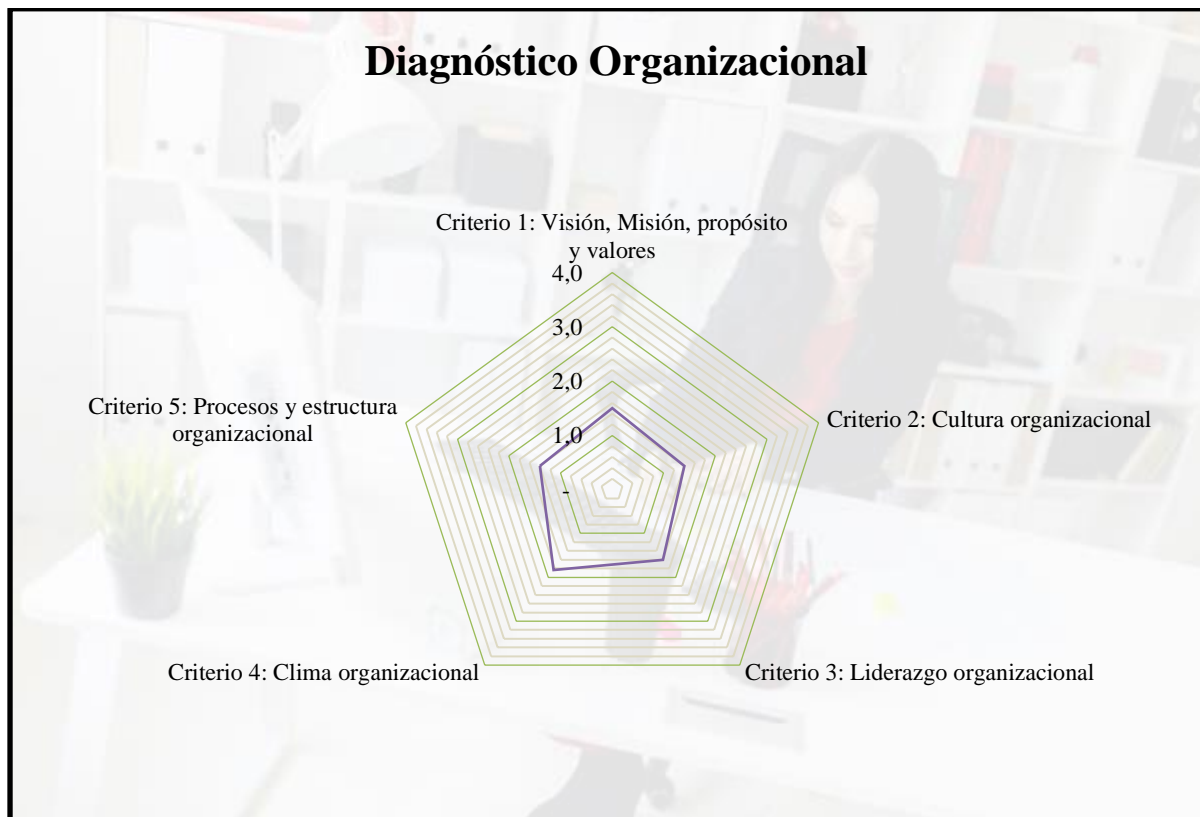 Diagnóstico Organizacional
Criterio 1: Visión, Misión, propósito
y valores
4,0
3,0
2,0
1,0
-
Criterio 2: Cultura organizacional
Criterio 3: Liderazgo organizacional
Criterio 4: Clima organizacional
Criterio 5: Procesos y estructura
organizacional